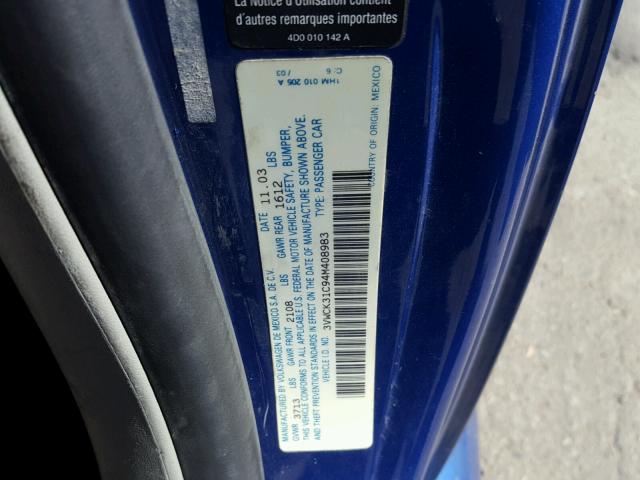 La Notice d'Utilisation contient
d'autres remarques importantes
4D0 010 142 A
MANUFACTURED BY VOLKSWAGEN DE MEXICO S.A. DE C.V. DATE 11.03
GVWR 3713 LBS GAWR FRONT 2108 LBS GAWR REAR 1612 LBS
THIS VEHICLE CONFORMS TO ALL APPLICABLE U.S. FEDERAL MOTOR VEHICLE SAFETY, BUMPER,
AND THEFT PREVENTION STANDARDS IN EFFECT ON THE DATE OF MANUFACTURE SHOWN ABOVE.
VEHICLE I.D. NO. 3VWCK31C94M408983 TYPE: PASSENGER CAR
COUNTRY OF ORIGIN: MEXICO
1HM 010 205 A
C: 6
/ 03